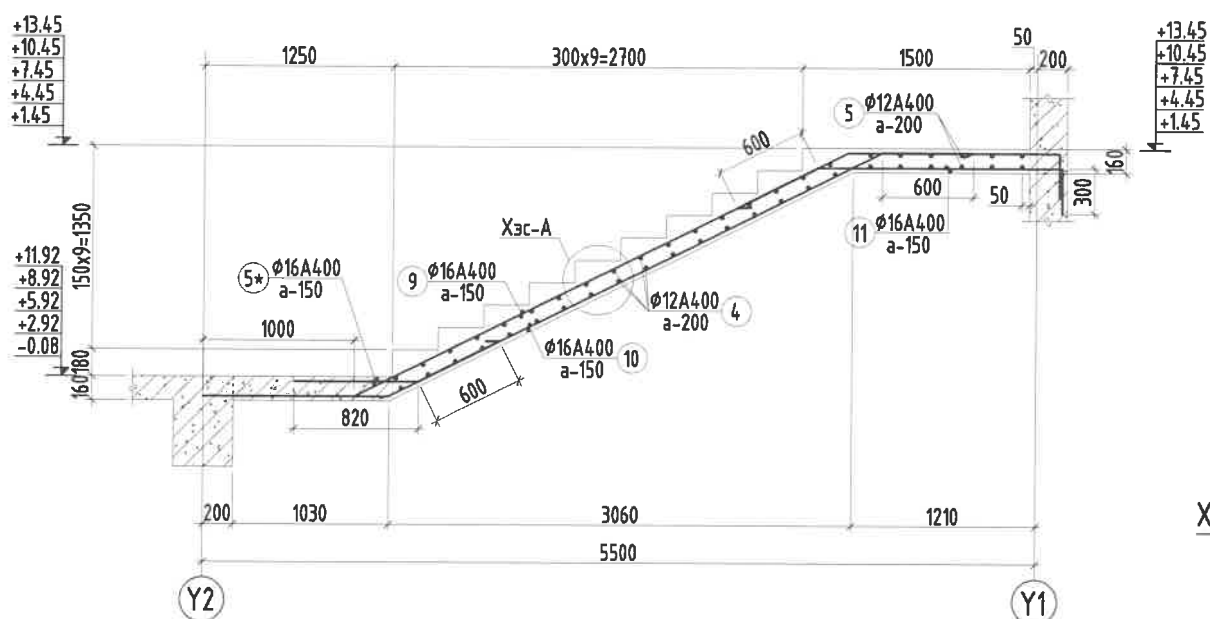 +13.45
+10.45
+7.45
+4.45
+1.45
1250
300x9=2700
1500
50
200
+13.45
+10.45
+7.45
+4.45
+1.45
5
Ø12A400
a-200
600
160
300
600
50
11
Ø16A400
a-150
150x9=1350
Хэс-А
+11.92
+8.92
+5.92
+2.92
-0.08
5*
Ø16A400
a-150
9
Ø16A400
a-150
Ø12A400
a-200
4
1000
Ø16A400
a-150
10
180
160
600
820
200
1030
3060
1210
X
5500
Y2
Y1